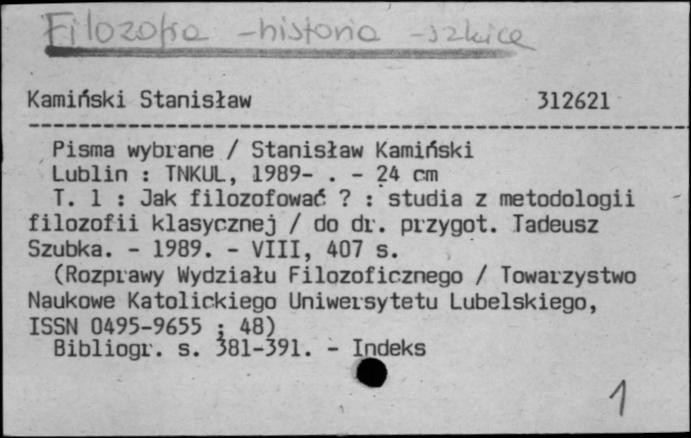 Filozofia - historia - szkice
Kamiński Stanisław 312621
Pisma wybrane / Stanisław Kamiński
Lublin : TNKUL, 1989- . - 24 cm
T. 1 : Jak filozofować ? : studia z metodologii
filozofii klasycznej / do dr. przygot. Tadeusz
Szubka. - 1989. - VIII, 407 s.
(Rozprawy Wydziału Filozoficznego / Towarzystwo
Naukowe Katolickiego Uniwersytetu Lubelskiego,
ISSN 0495-9655 ; 48)
Bibliogr. s. 381-391. - Indeks
1